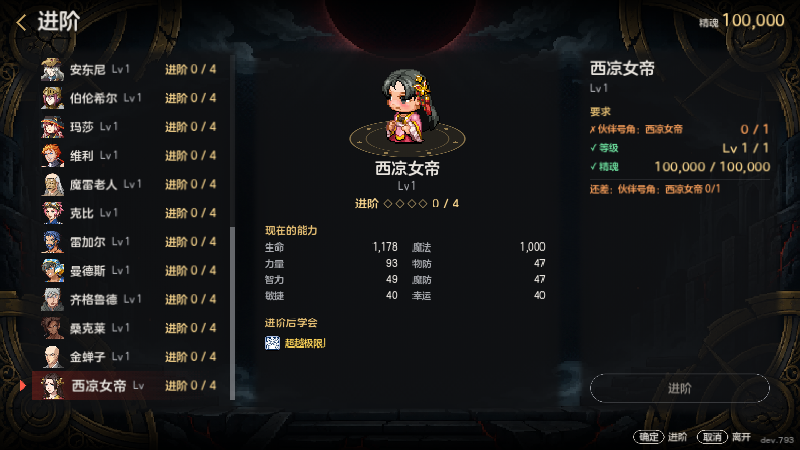 进阶
精魂 100,000
安东尼 Lv1 进阶 0 / 4
伯伦希尔 Lv1 进阶 0 / 4
玛莎 Lv1 进阶 0 / 4
维利 Lv1 进阶 0 / 4
魔雷老人 Lv1 进阶 0 / 4
克比 Lv1 进阶 0 / 4
雷加尔 Lv1 进阶 0 / 4
曼德斯 Lv1 进阶 0 / 4
齐格鲁德 Lv1 进阶 0 / 4
桑克莱 Lv1 进阶 0 / 4
金蝉子 Lv1 进阶 0 / 4
西凉女帝 Lv 进阶 0 / 4
西凉女帝
Lv1
进阶 ◇◇◇◇ 0 / 4
现在的能力
生命 1,178 魔法 1,000
力量 93 物防 47
智力 49 魔防 47
敏捷 40 幸运 40
进阶后学会
超越极限Ⅰ
西凉女帝
Lv1
要求
✗伙伴号角：西凉女帝 0 / 1
✓等级 Lv 1 / 1
✓精魂 100,000 / 100,000
还差：伙伴号角：西凉女帝 0/1
进阶
确定 进阶 取消 离开 dev.793